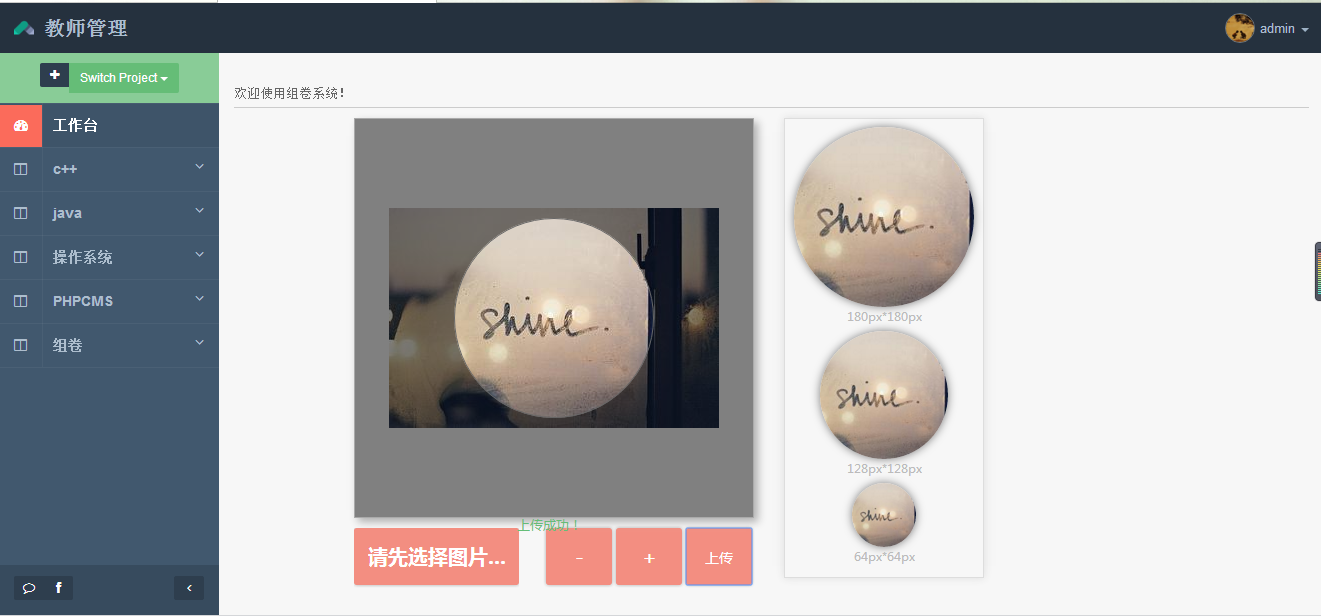 教师管理
admin
Switch Project
欢迎使用组卷系统!
工作台
c++
java
操作系统
PHPCMS
组卷
shine.
shine.
180px*180px
shine.
128px*128px
shine.
64px*64px
上传成功!
请先选择图片...
-
+
上传